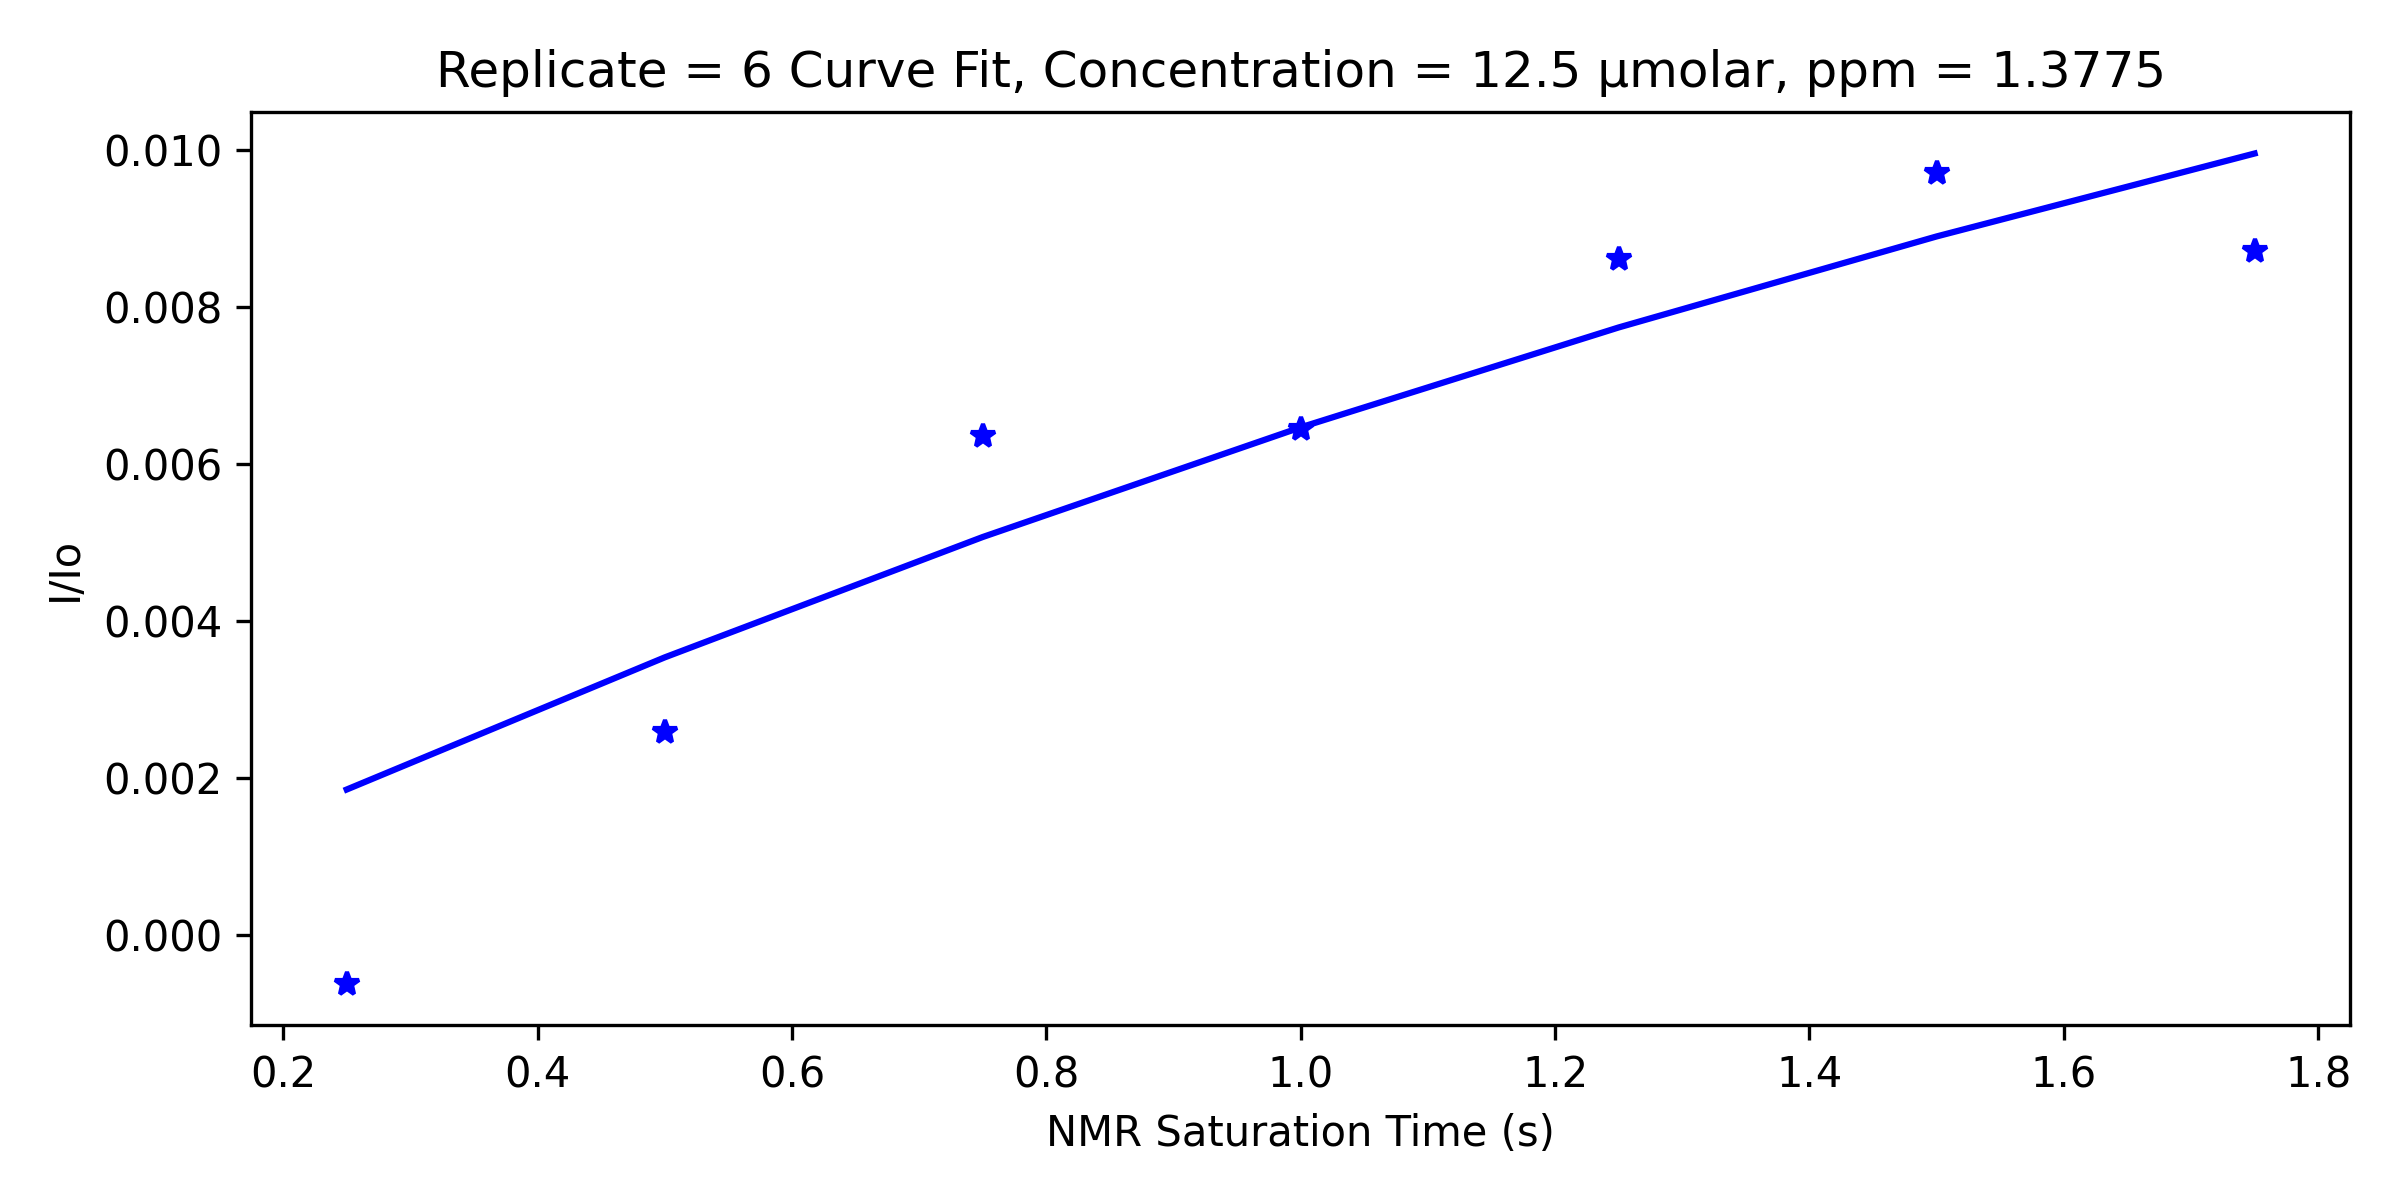 Replicate = 6 Curve Fit, Concentration = 12.5 µmolar, ppm = 1.3775
0.010
0.008
0.006
0.004
0.002
0.000
I/Io
0.2 0.4 0.6 0.8 1.0 1.2 1.4 1.6 1.8
NMR Saturation Time (s)